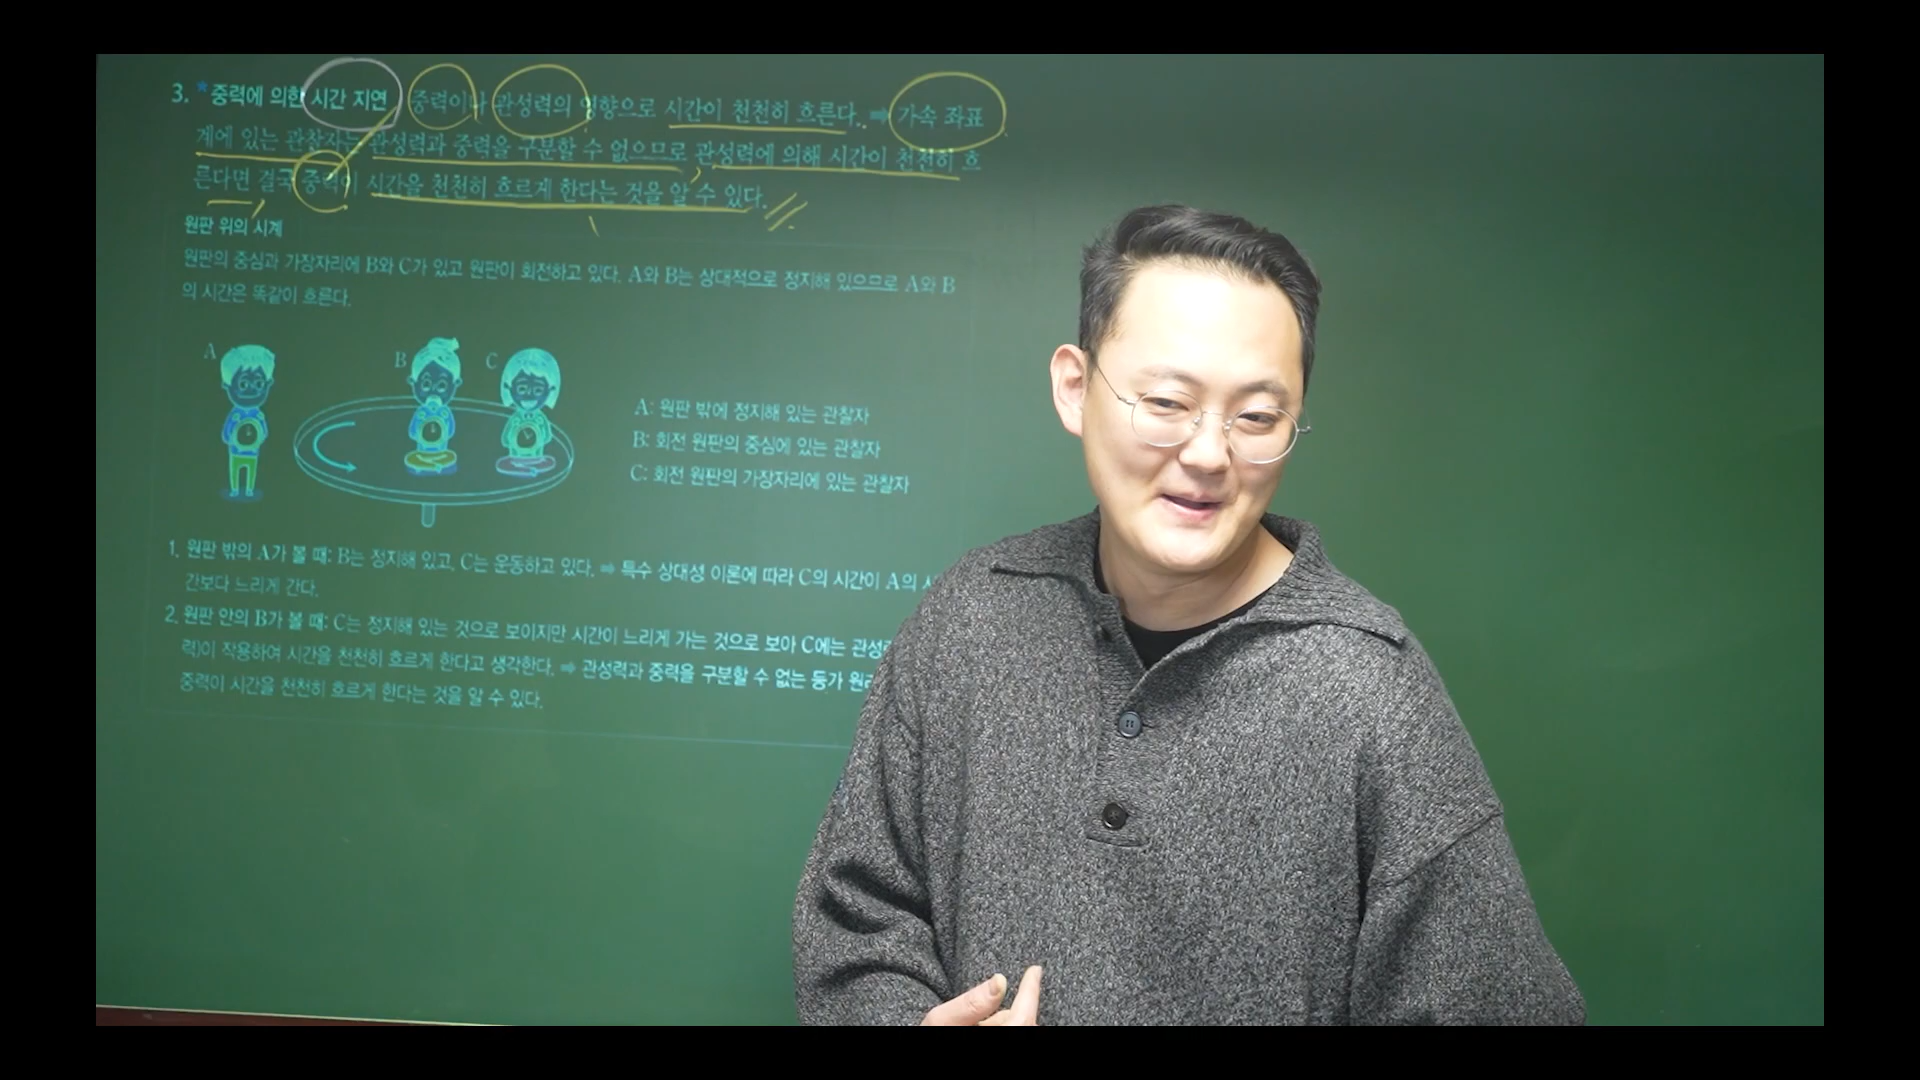 3. *중력에 의한 시간 지연 중력이나 관성력의 영향으로 시간이 천천히 흐른다. ➡ 가속 좌표
계에 있는 관찰자는 관성력과 중력을 구분할 수 없으므로 관성력에 의해 시간이 천천히 흐
른다면 결국 중력이 시간을 천천히 흐르게 한다는 것을 알 수 있다.
원판 위의 시계
원판의 중심과 가장자리에 B와 C가 있고 원판이 회전하고 있다. A와 B는 상대적으로 정지해 있으므로 A와 B
의 시간은 똑같이 흐른다.
A B C
A: 원판 밖에 정지해 있는 관찰자
B: 회전 원판의 중심에 있는 관찰자
C: 회전 원판의 가장자리에 있는 관찰자
1. 원판 밖의 A가 볼 때: B는 정지해 있고, C는 운동하고 있다. ➡ 특수 상대성 이론에 따라 C의 시간이 A의
간보다 느리게 간다.
2. 원판 안의 B가 볼 때: C는 정지해 있는 것으로 보이지만 시간이 느리게 가는 것으로 보아 C에는
력)이 작용하여 시간을 천천히 흐르게 한다고 생각한다. ➡ 관성력과 중력을 구분할 수 없는 등가
중력이 시간을 천천히 흐르게 한다는 것을 알 수 있다.